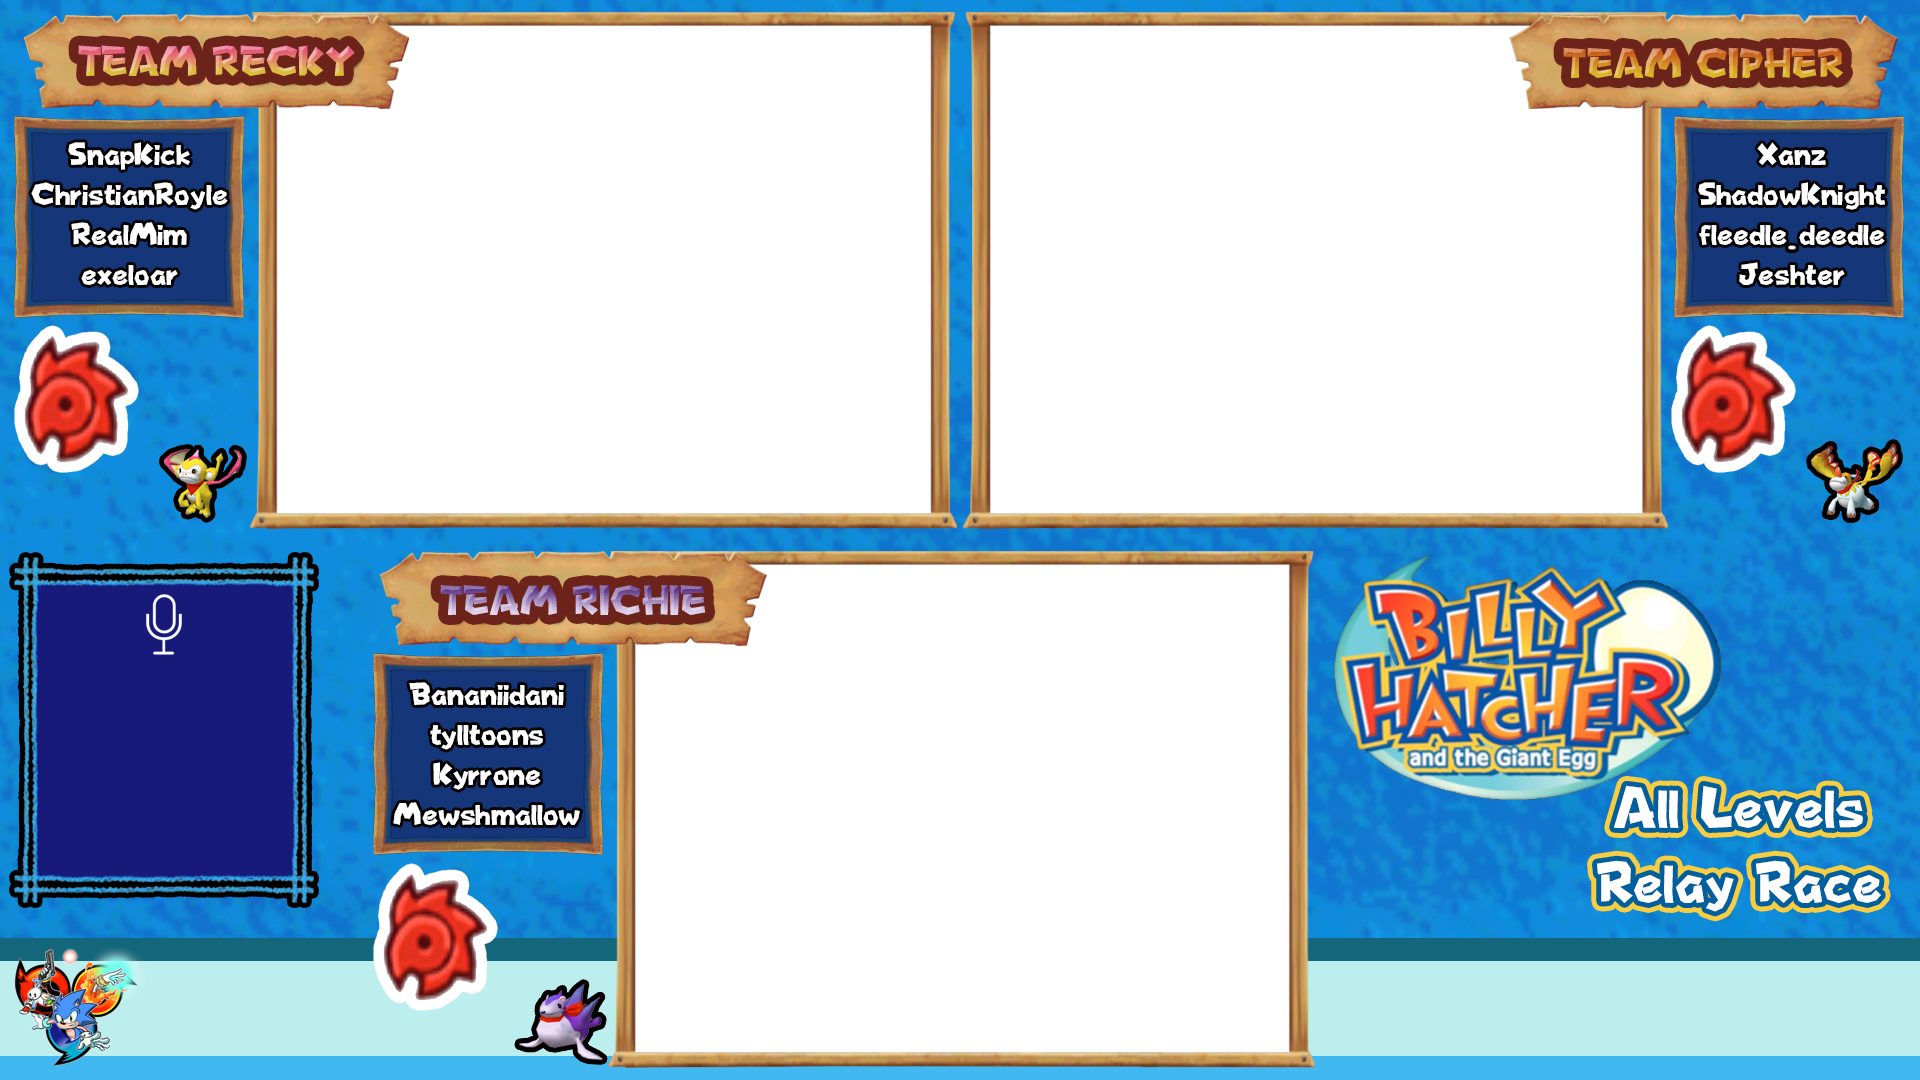 TEAM RECKY
SnapKick
ChristianRoyle
RealMim
exeloar
TEAM CIPHER
Xanz
ShadowKnight
fleedle_deedle
Jeshter
TEAM RICHIE
Bananiidani
tylltoons
Kyrrone
Mewshmallow
BILLY
HATCHER
and the Giant Egg
All Levels
Relay Race